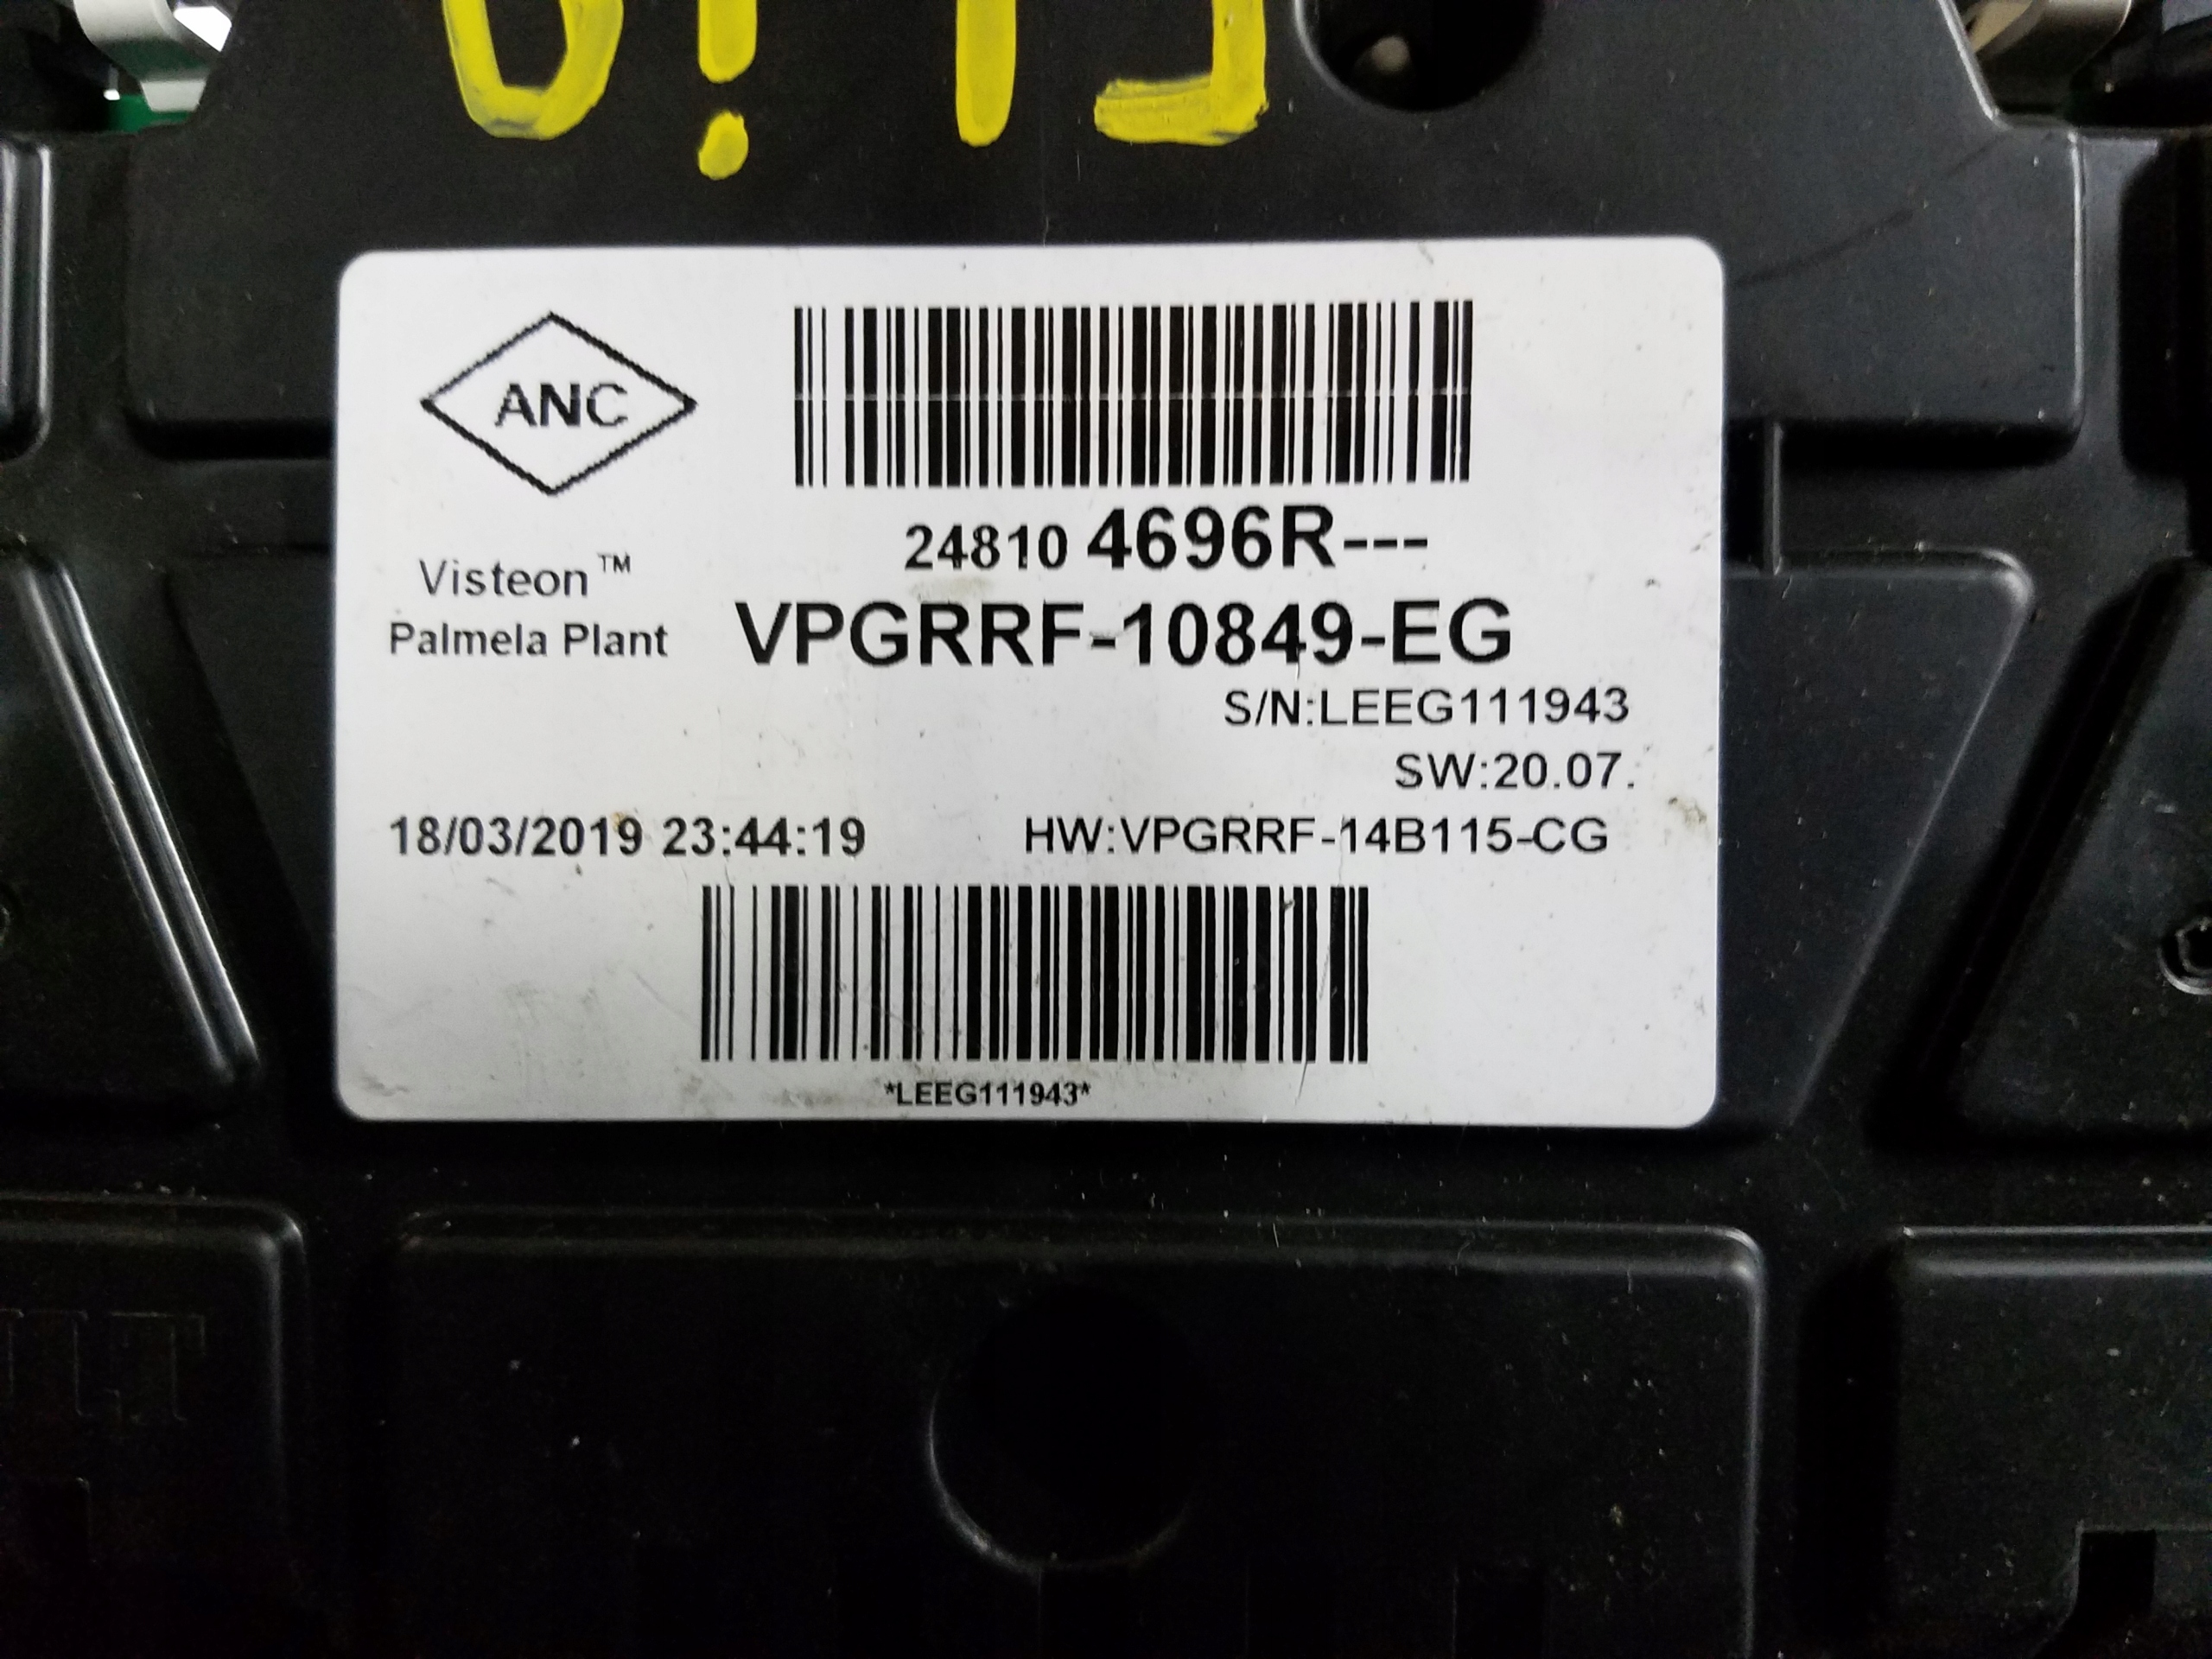 ANC
24810 4696R---
Visteon™
Palmela Plant
VPGRRF-10849-EG
S/N:LEEG111943
SW:20.07.
18/03/2019 23:44:19
HW:VPGRRF-14B115-CG
*LEEG111943*